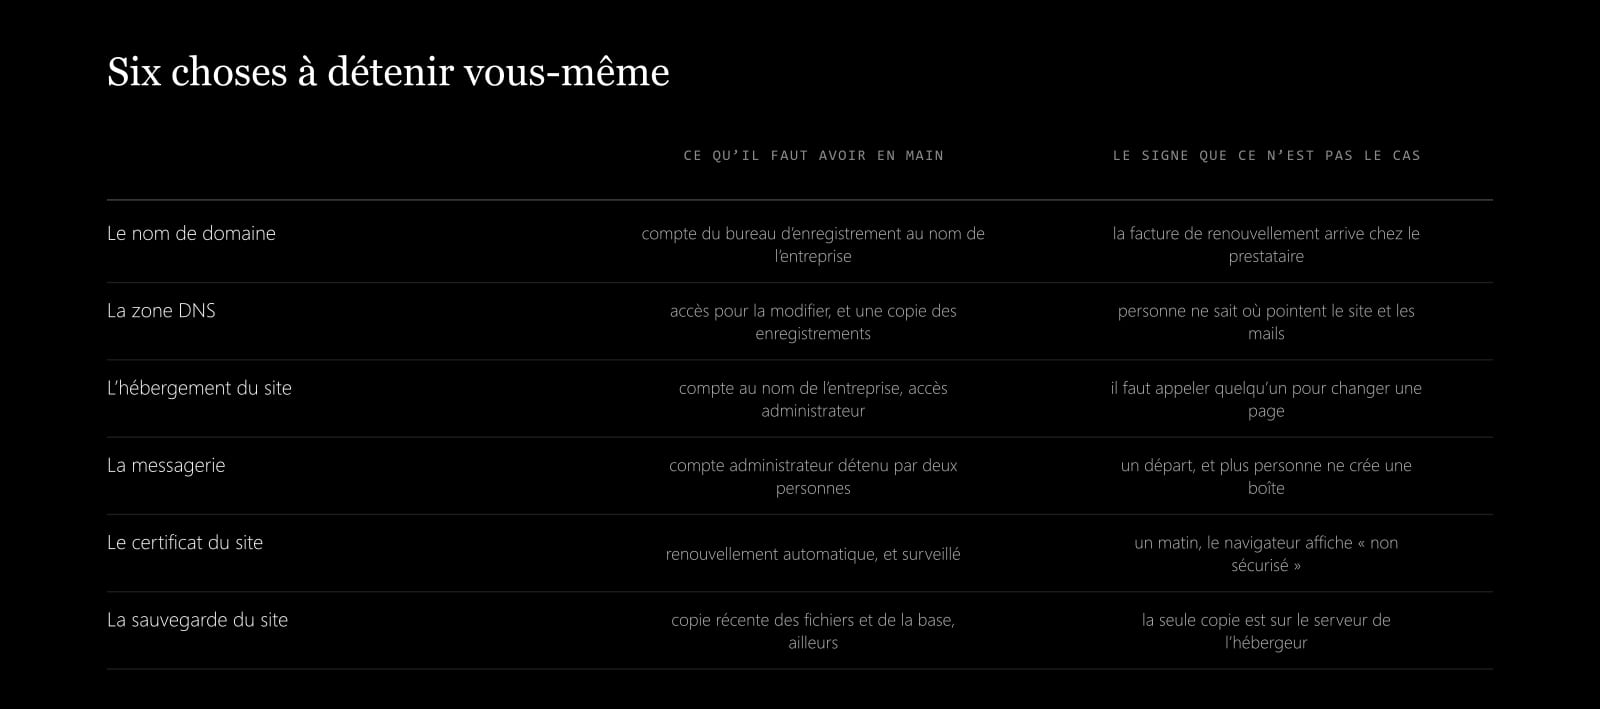 Six choses à détenir vous-même
CE QU’IL FAUT AVOIR EN MAIN
LE SIGNE QUE CE N’EST PAS LE CAS
Le nom de domaine
compte du bureau d’enregistrement au nom de
l’entreprise
la facture de renouvellement arrive chez le
prestataire
La zone DNS
accès pour la modifier, et une copie des
enregistrements
personne ne sait où pointent le site et les
mails
L’hébergement du site
compte au nom de l’entreprise, accès
administrateur
il faut appeler quelqu’un pour changer une
page
La messagerie
compte administrateur détenu par deux
personnes
un départ, et plus personne ne crée une
boîte
Le certificat du site
renouvellement automatique, et surveillé
un matin, le navigateur affiche « non
sécurisé »
La sauvegarde du site
copie récente des fichiers et de la base,
ailleurs
la seule copie est sur le serveur de
l’hébergeur